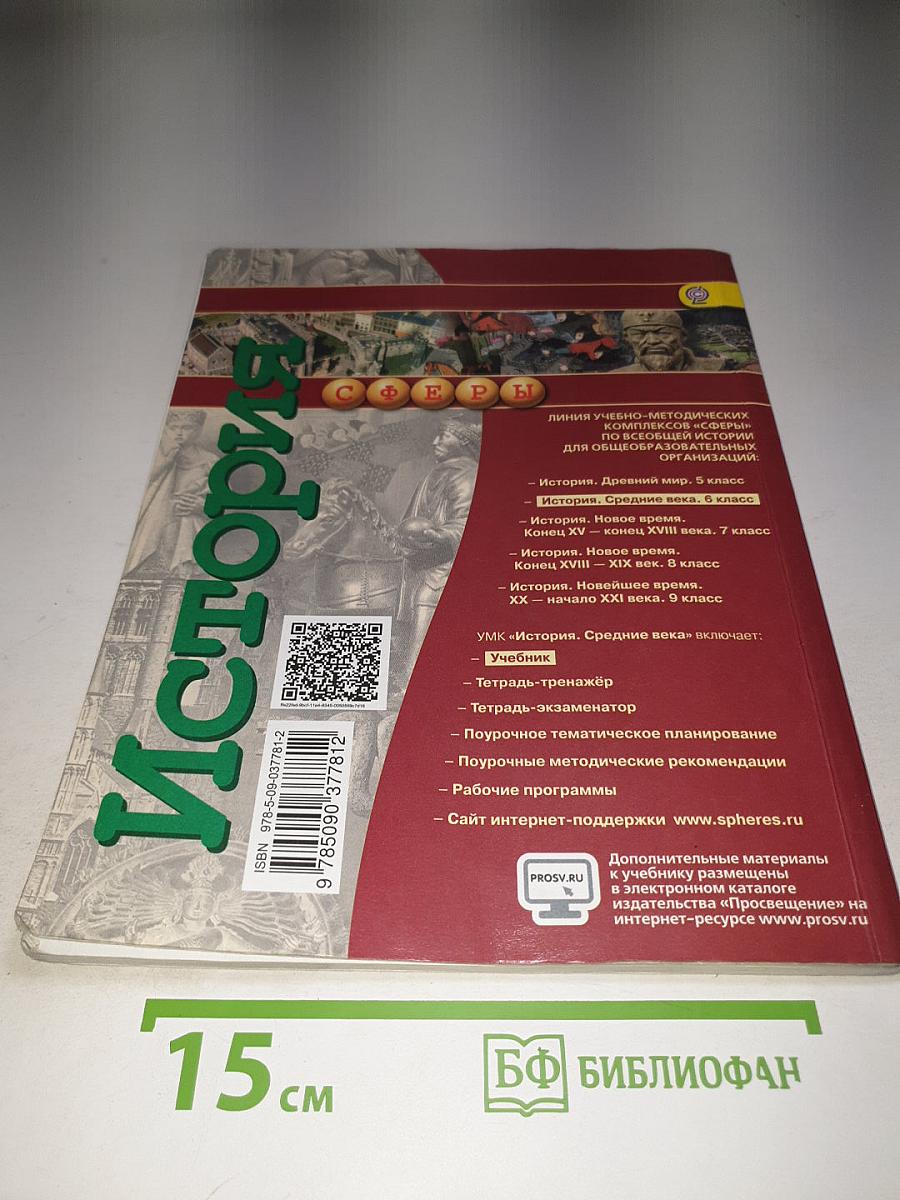 История
СФЕРЫ
ЛИНИЯ УЧЕБНО-МЕТОДИЧЕСКИХ
КОМПЛЕКСОВ «СФЕРЫ»
ПО ВСЕОБЩЕЙ ИСТОРИИ
ДЛЯ ОБЩЕОБРАЗОВАТЕЛЬНЫХ
ОРГАНИЗАЦИЙ:
– История. Древний мир. 5 класс
– История. Средние века. 6 класс
– История. Новое время.
Конец XV — конец XVIII века. 7 класс
– История. Новое время.
Конец XVIII — XIX век. 8 класс
– История. Новейшее время.
XX — начало XXI века. 9 класс
УМК «История. Средние века» включает:
– Учебник
– Тетрадь-тренажёр
– Тетрадь-экзаменатор
– Поурочное тематическое планирование
– Поурочные методические рекомендации
– Рабочие программы
– Сайт интернет-поддержки www.spheres.ru
PROSV.RU
Дополнительные материалы
к учебнику размещены
в электронном каталоге
издательства «Просвещение» на
интернет-ресурсе www.prosv.ru
ISBN 978-5-09-037781-2
9 785090 377812
15 см
БФ БИБЛИОФАН